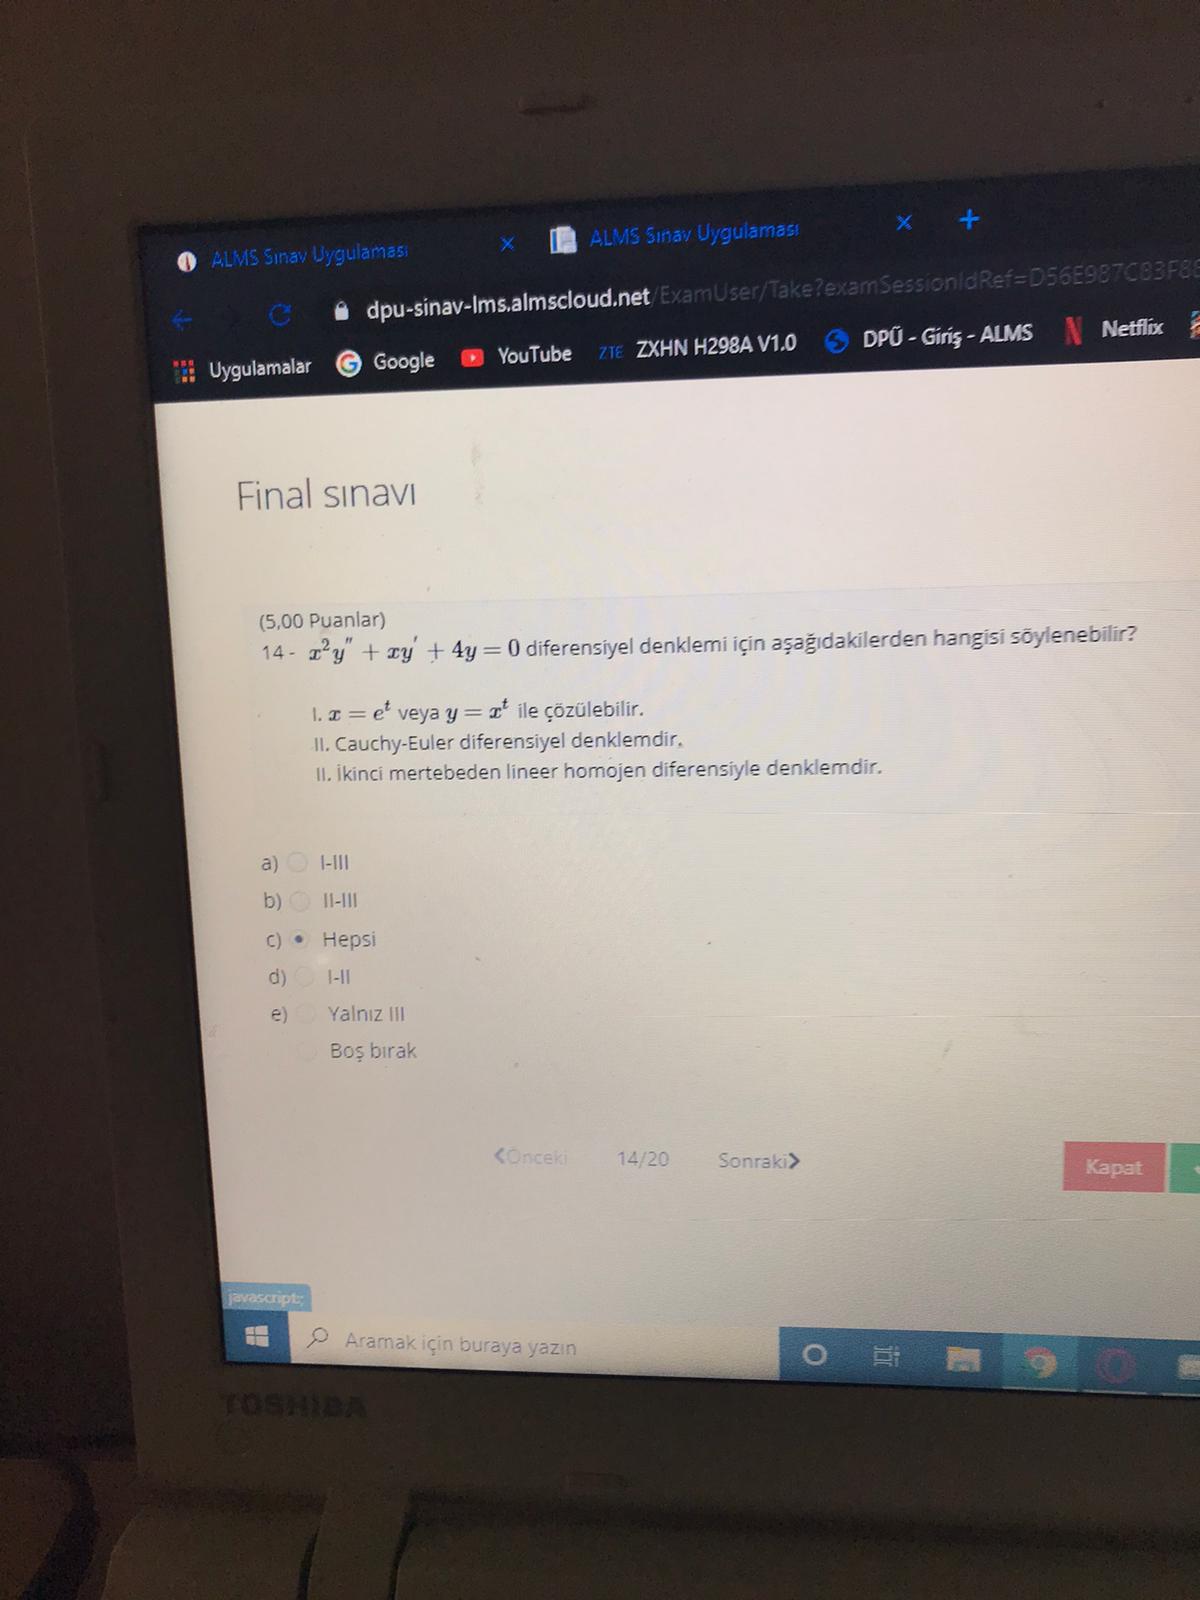 ALMS Sınav Uygulaması
ALMS Sınav Uygulaması
dpu-sinav-lms.almscloud.net/ExamUser/Take?examSessionIdRef=D56E987C83F8
Uygulamalar Google YouTube ZTE ZXHN H298A V1.0 DPÜ - Giriş - ALMS Netflix
Final sınavı
(5,00 Puanlar)
14 - x²y″ + xy′ + 4y = 0 diferensiyel denklemi için aşağıdakilerden hangisi söylenebilir?
I. x = eᵗ veya y = xᵗ ile çözülebilir.
II. Cauchy-Euler diferensiyel denklemdir.
II. İkinci mertebeden lineer homojen diferensiyle denklemdir.
a) I-III
b) II-III
c) Hepsi
d) I-II
e) Yalnız III
Boş bırak
Önceki 14/20 Sonraki
Kapat
javascript:;
Aramak için buraya yazın
TOSHIBA